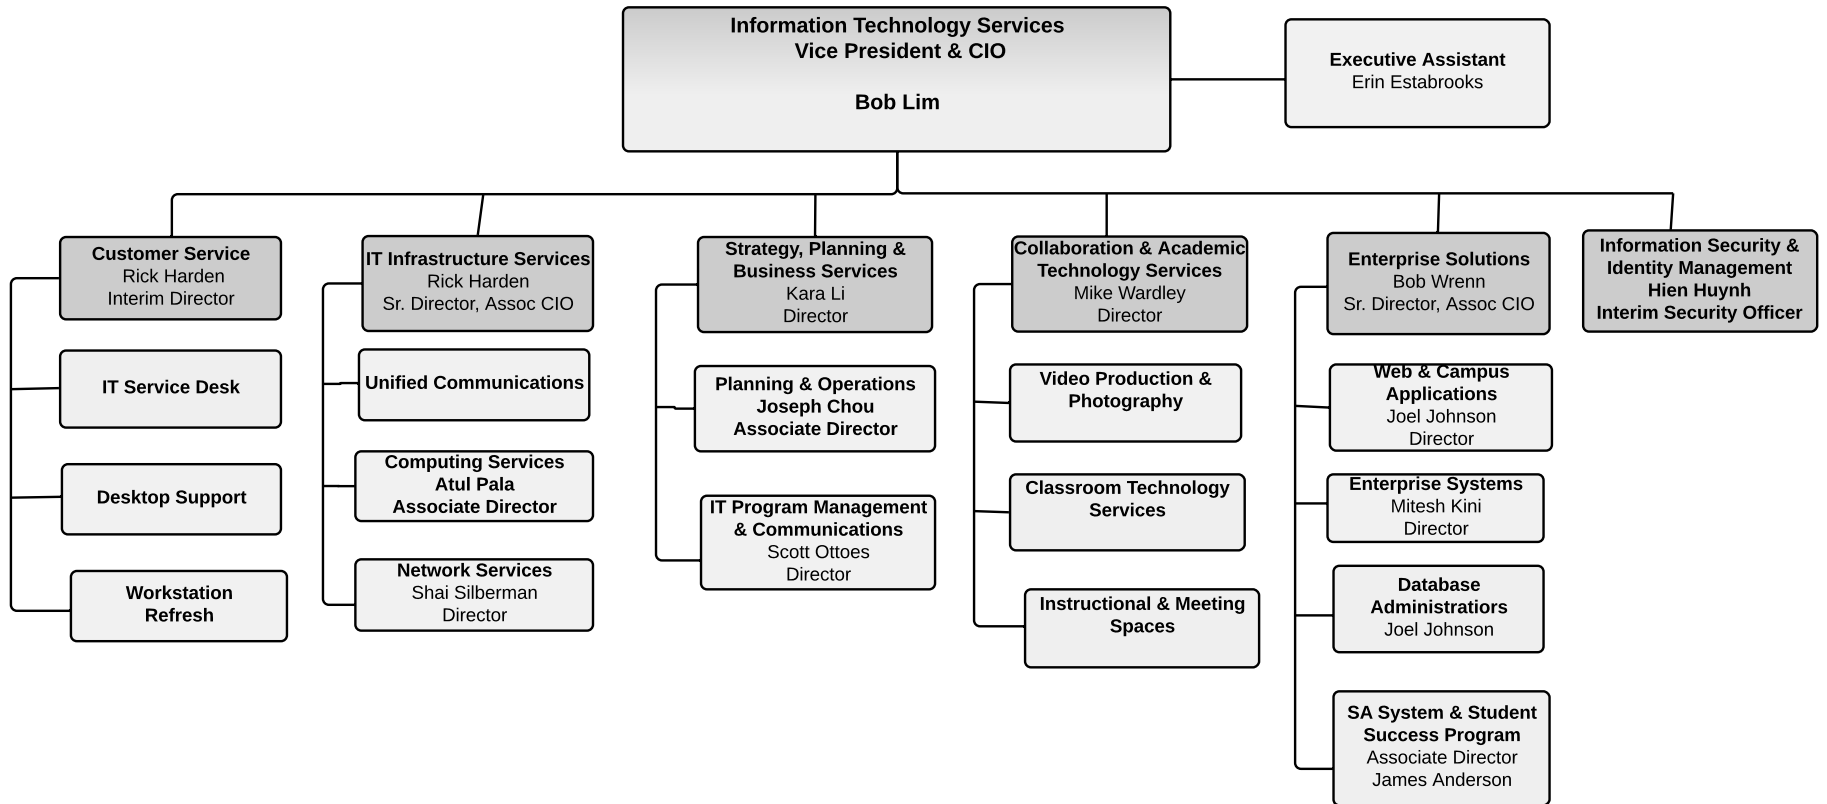 Information Technology Services
Vice President & CIO
Bob Lim
Executive Assistant
Erin Estabrooks
Customer Service
Rick Harden
Interim Director
IT Service Desk
Desktop Support
Workstation
Refresh
IT Infrastructure Services
Rick Harden
Sr. Director, Assoc CIO
Unified Communications
Computing Services
Atul Pala
Associate Director
Network Services
Shai Silberman
Director
Strategy, Planning &
Business Services
Kara Li
Director
Planning & Operations
Joseph Chou
Associate Director
IT Program Management
& Communications
Scott Ottoes
Director
Collaboration & Academic
Technology Services
Mike Wardley
Director
Video Production &
Photography
Classroom Technology
Services
Instructional & Meeting
Spaces
Enterprise Solutions
Bob Wrenn
Sr. Director, Assoc CIO
Web & Campus
Applications
Joel Johnson
Director
Enterprise Systems
Mitesh Kini
Director
Database
Administratiors
Joel Johnson
SA System & Student
Success Program
Associate Director
James Anderson
Information Security &
Identity Management
Hien Huynh
Interim Security Officer